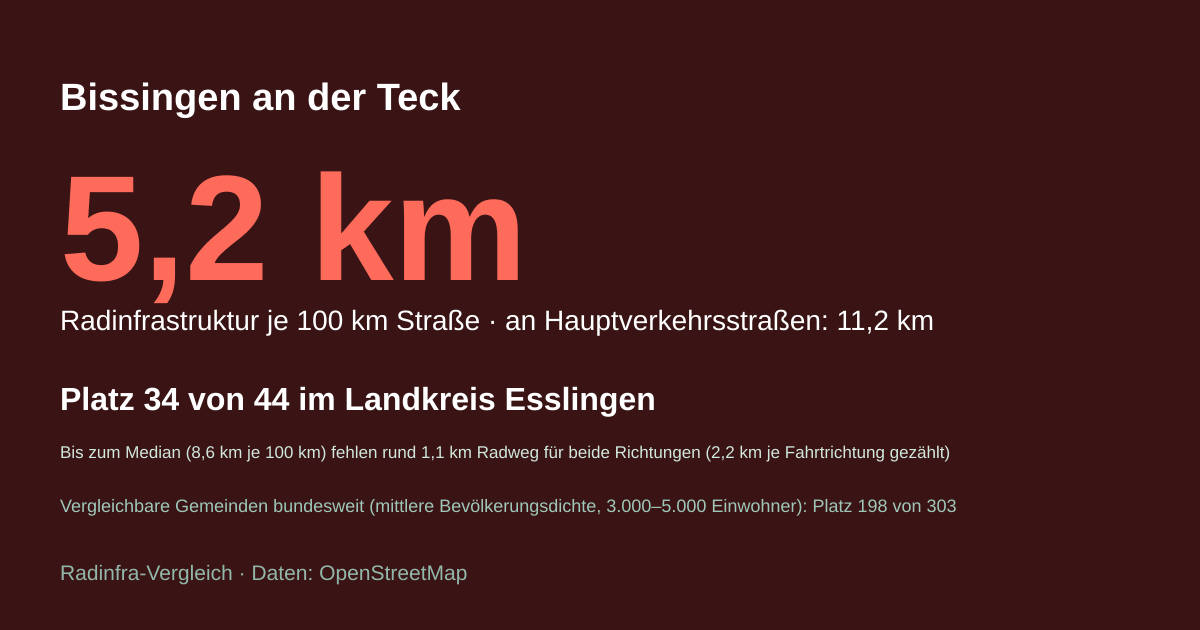 Bissingen an der Teck
5,2 km
Radinfrastruktur je 100 km Straße · an Hauptverkehrsstraßen: 11,2 km
Platz 34 von 44 im Landkreis Esslingen
Bis zum Median (8,6 km je 100 km) fehlen rund 1,1 km Radweg für beide Richtungen (2,2 km je Fahrtrichtung gezählt)
Vergleichbare Gemeinden bundesweit (mittlere Bevölkerungsdichte, 3.000–5.000 Einwohner): Platz 198 von 303
Radinfra-Vergleich · Daten: OpenStreetMap